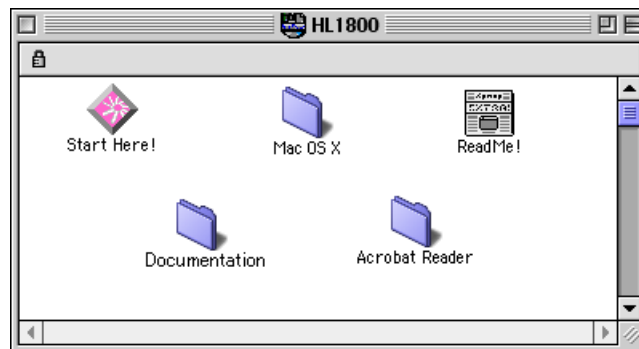 HL1800
Start Here!
Mac OS X
ReadMe!
Documentation
Acrobat Reader